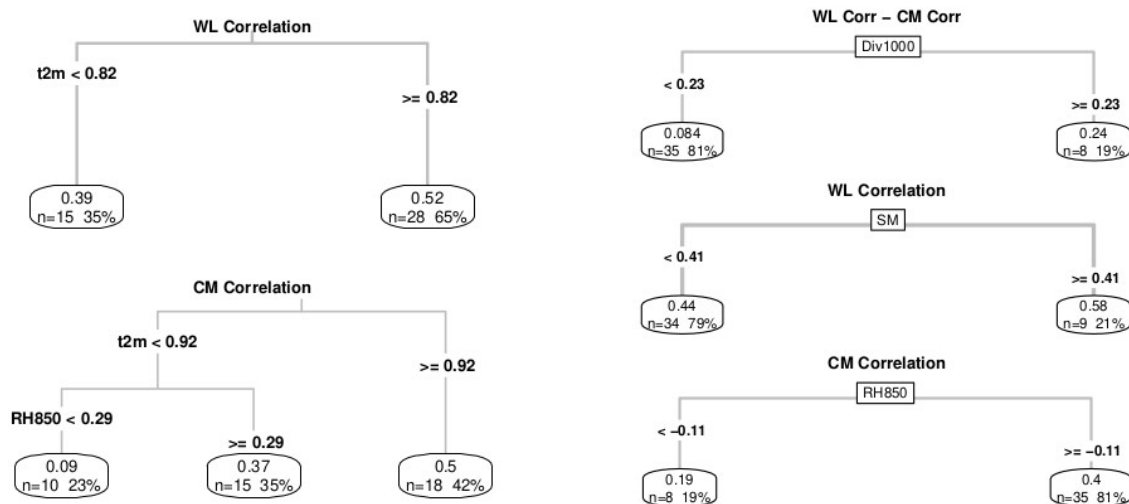 WL Correlation
t2m < 0.82
>= 0.82
0.39
n=15 35%
0.52
n=28 65%
CM Correlation
t2m < 0.92
>= 0.92
RH850 < 0.29
>= 0.29
0.09
n=10 23%
0.37
n=15 35%
0.5
n=18 42%
WL Corr − CM Corr
Div1000
< 0.23
>= 0.23
0.084
n=35 81%
0.24
n=8 19%
WL Correlation
SM
< 0.41
>= 0.41
0.44
n=34 79%
0.58
n=9 21%
CM Correlation
RH850
< −0.11
>= −0.11
0.19
n=8 19%
0.4
n=35 81%